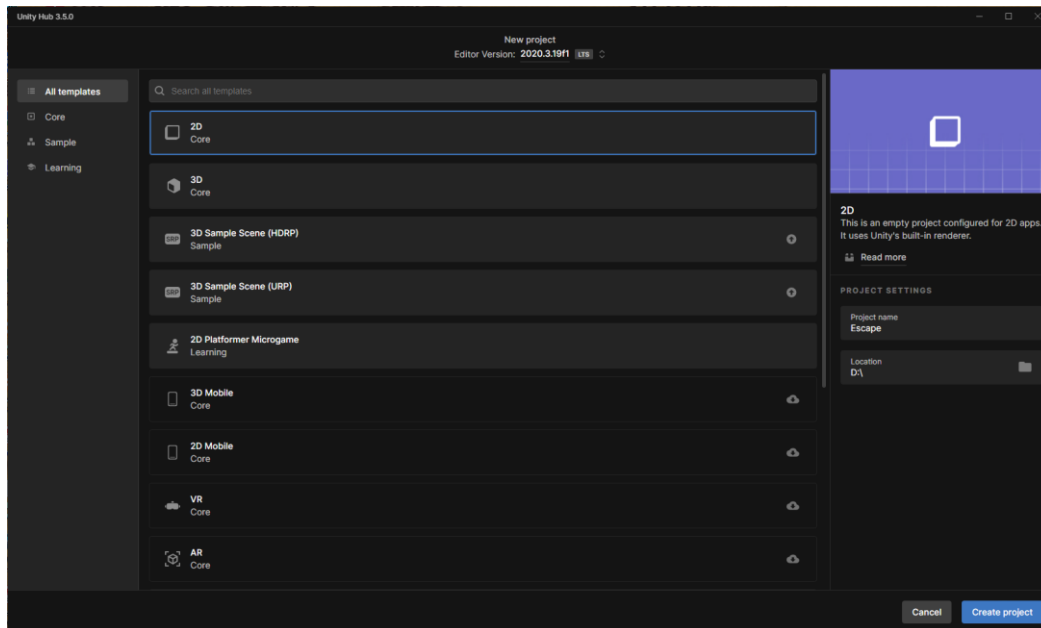 Unity Hub 3.5.0
New project
Editor Version: 2020.3.19f1 LTS
All templates
Core
Sample
Learning
Search all templates
2D
Core
3D
Core
SRP
3D Sample Scene (HDRP)
Sample
SRP
3D Sample Scene (URP)
Sample
2D Platformer Microgame
Learning
3D Mobile
Core
2D Mobile
Core
VR
Core
AR
Core
2D
This is an empty project configured for 2D apps.
It uses Unity's built-in renderer.
Read more
PROJECT SETTINGS
Project name
Escape
Location
D:\
Cancel
Create project